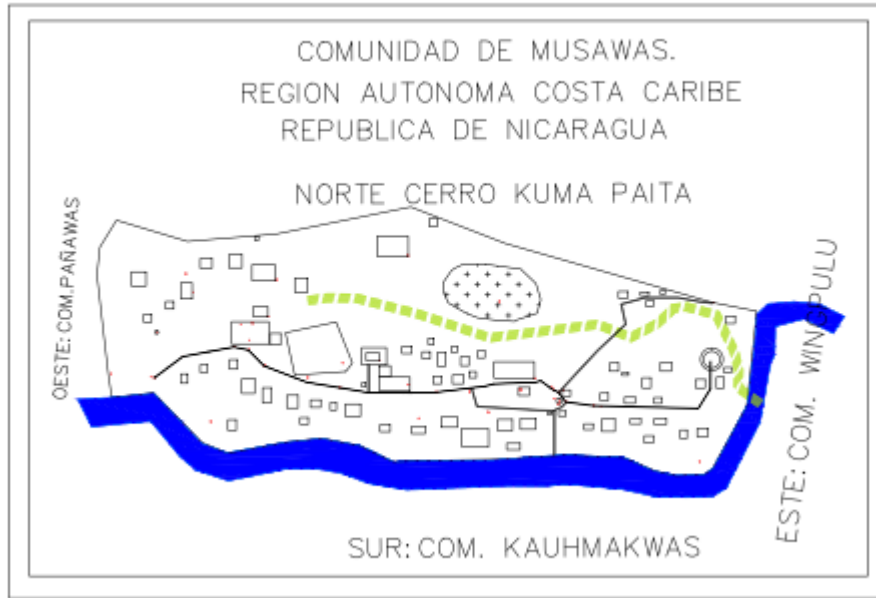 COMUNIDAD DE MUSAWAS.
REGION AUTONOMA COSTA CARIBE
REPUBLICA DE NICARAGUA
NORTE CERRO KUMA PAITA
OESTE: COM.PAÑAWAS
ESTE: COM. WINGPULU
SUR: COM. KAUHMAKWAS